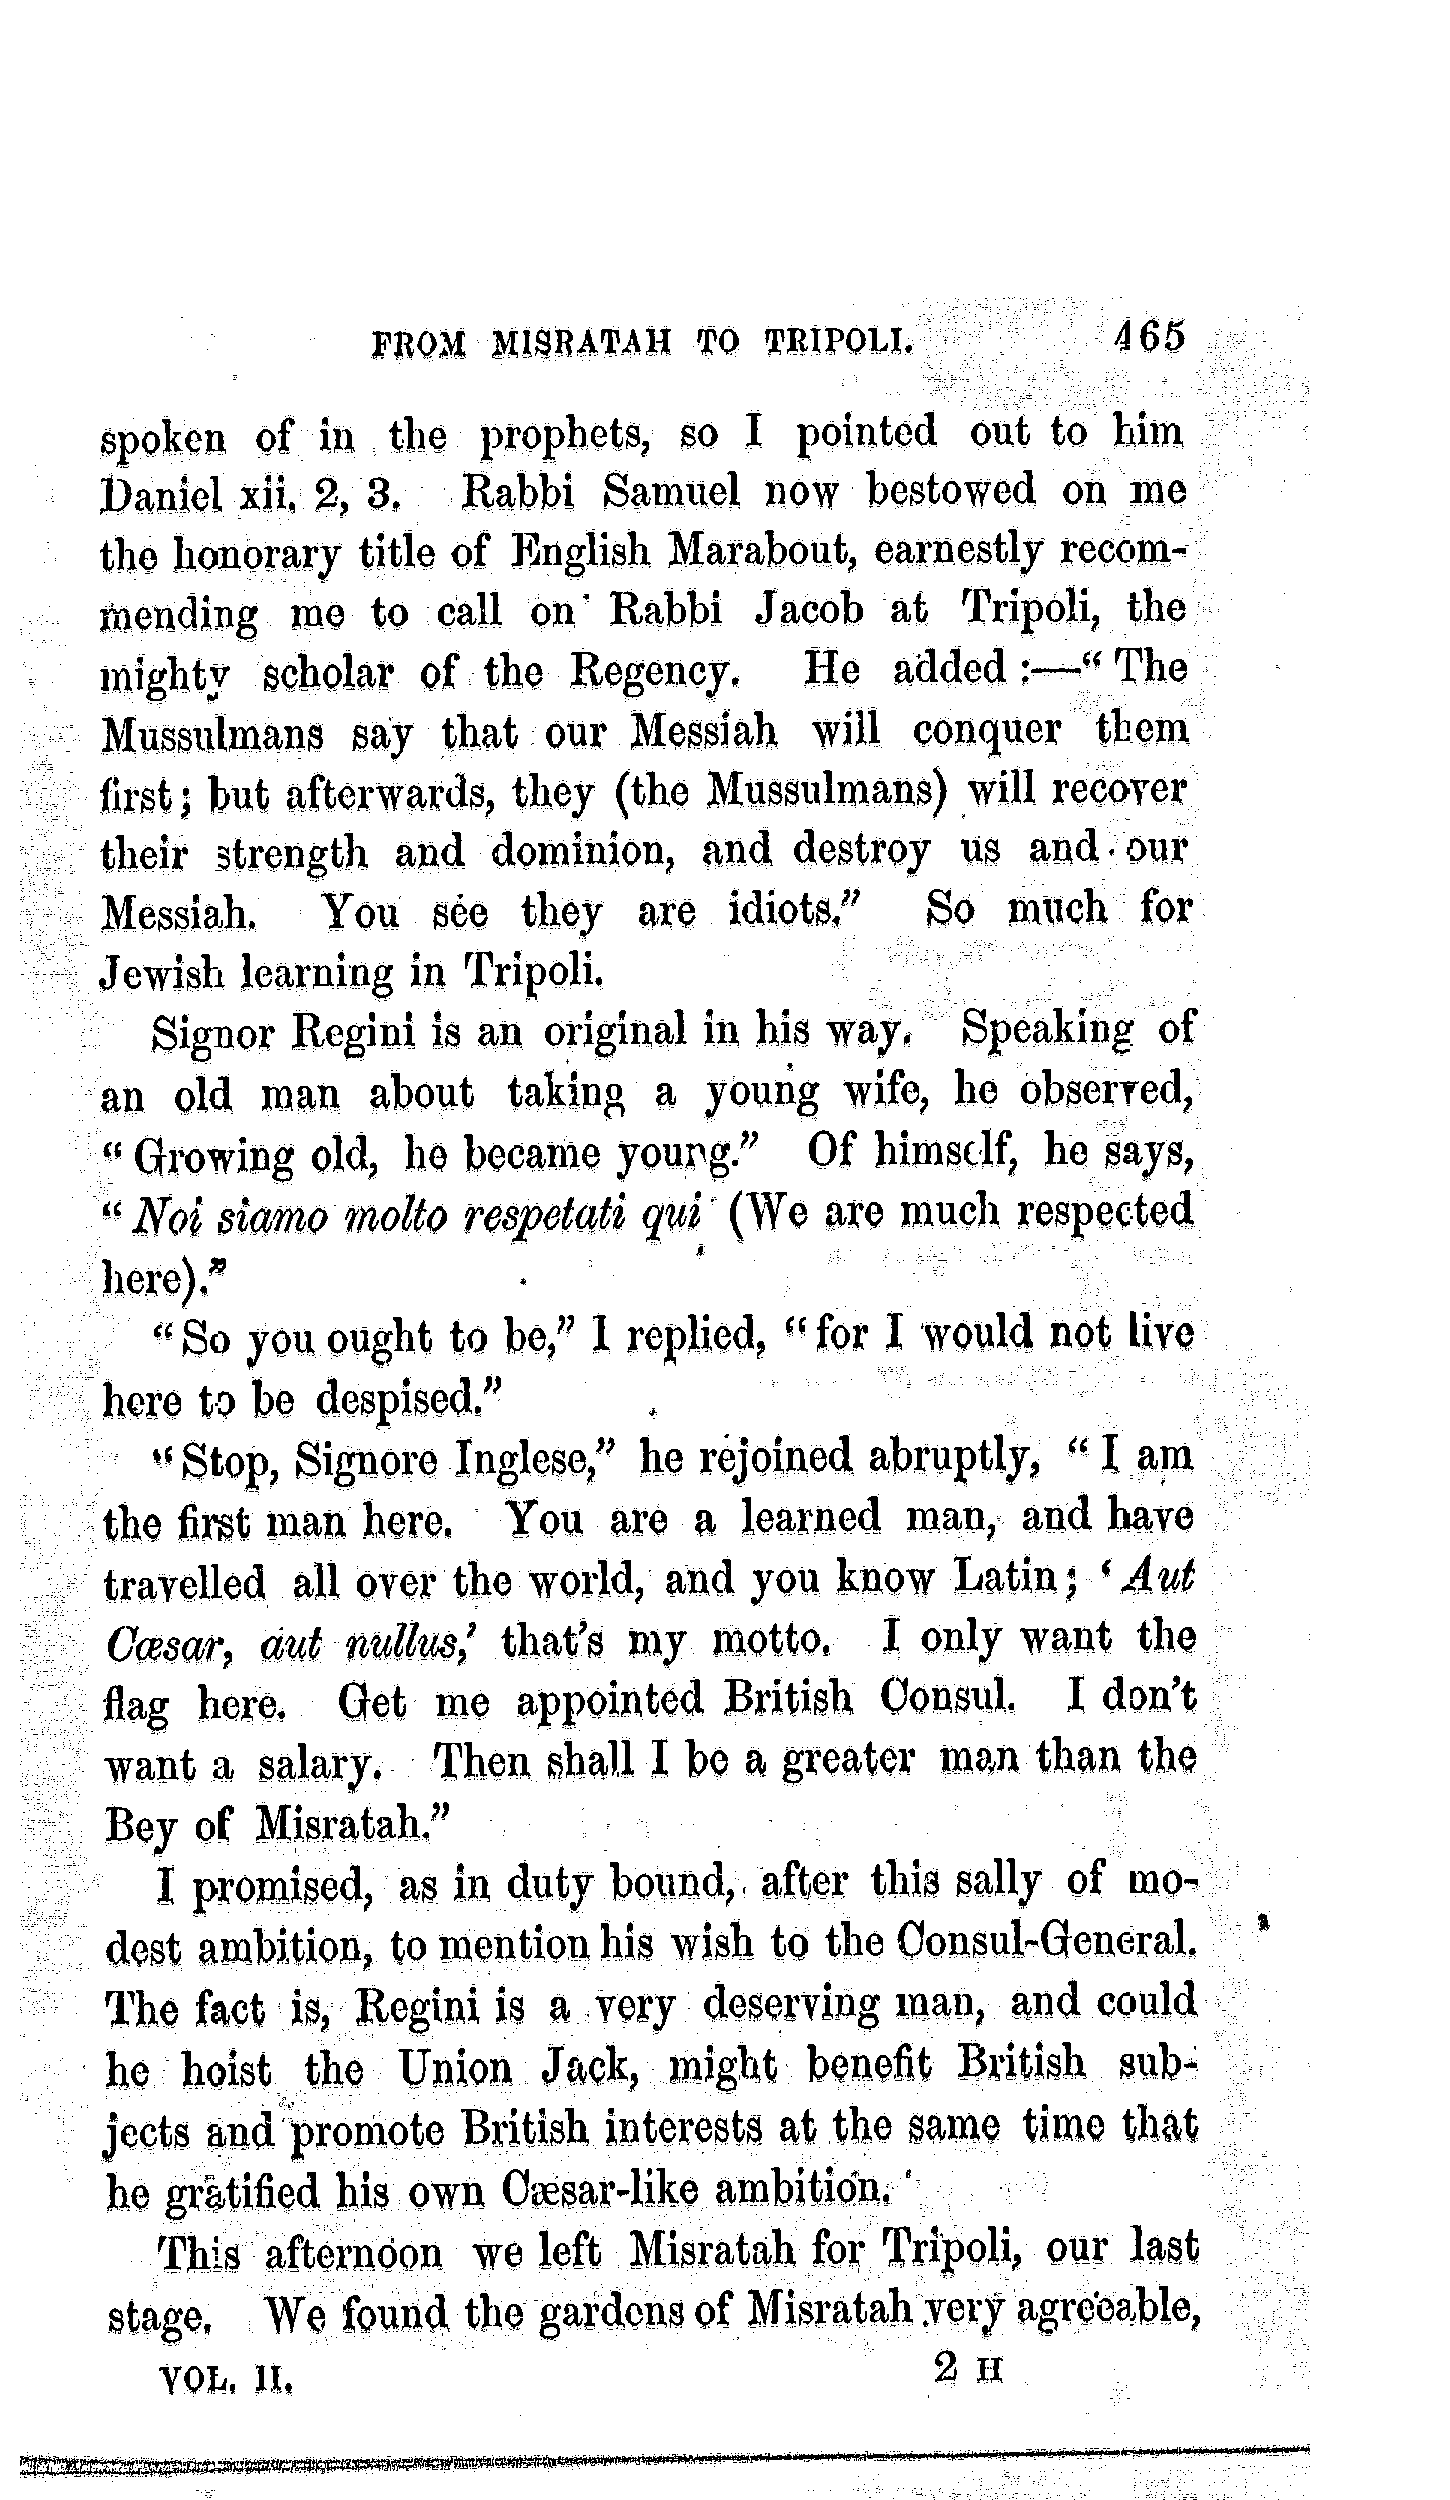 FROM MISRATAH TO TRIPOLI. 465
spoken of in the prophets, so I pointed out to him
Daniel xii. 2, 3. Rabbi Samuel now bestowed on me
the honorary title of English Marabout, earnestly recom-
mending me to call on Rabbi Jacob at Tripoli, the
mighty scholar of the Regency. He added :—“ The
Mussulmans say that our Messiah will conquer them
first; but afterwards, they (the Mussulmans) will recover
their strength and dominion, and destroy us and our
Messiah. You see they are idiots.” So much for
Jewish learning in Tripoli.
Signor Regini is an original in his way. Speaking of
an old man about taking a young wife, he observed,
“ Growing old, he became young.” Of himself, he says,
“ Noi siamo molto respetati qui (We are much respected
here).”
“ So you ought to be,” I replied, “ for I would not live
here to be despised.”
“ Stop, Signore Inglese,” he rejoined abruptly, “ I am
the first man here. You are a learned man, and have
travelled all over the world, and you know Latin; ‘ Aut
Cæsar, aut nullus,’ that’s my motto. I only want the
flag here. Get me appointed British Consul. I don’t
want a salary. Then shall I be a greater man than the
Bey of Misratah.”
I promised, as in duty bound, after this sally of mo-
dest ambition, to mention his wish to the Consul-General.
The fact is, Regini is a very deserving man, and could
he hoist the Union Jack, might benefit British sub-
jects and promote British interests at the same time that
he gratified his own Cæsar-like ambition.
This afternoon we left Misratah for Tripoli, our last
stage. We found the gardens of Misratah very agreeable,
VOL. II. 2 H